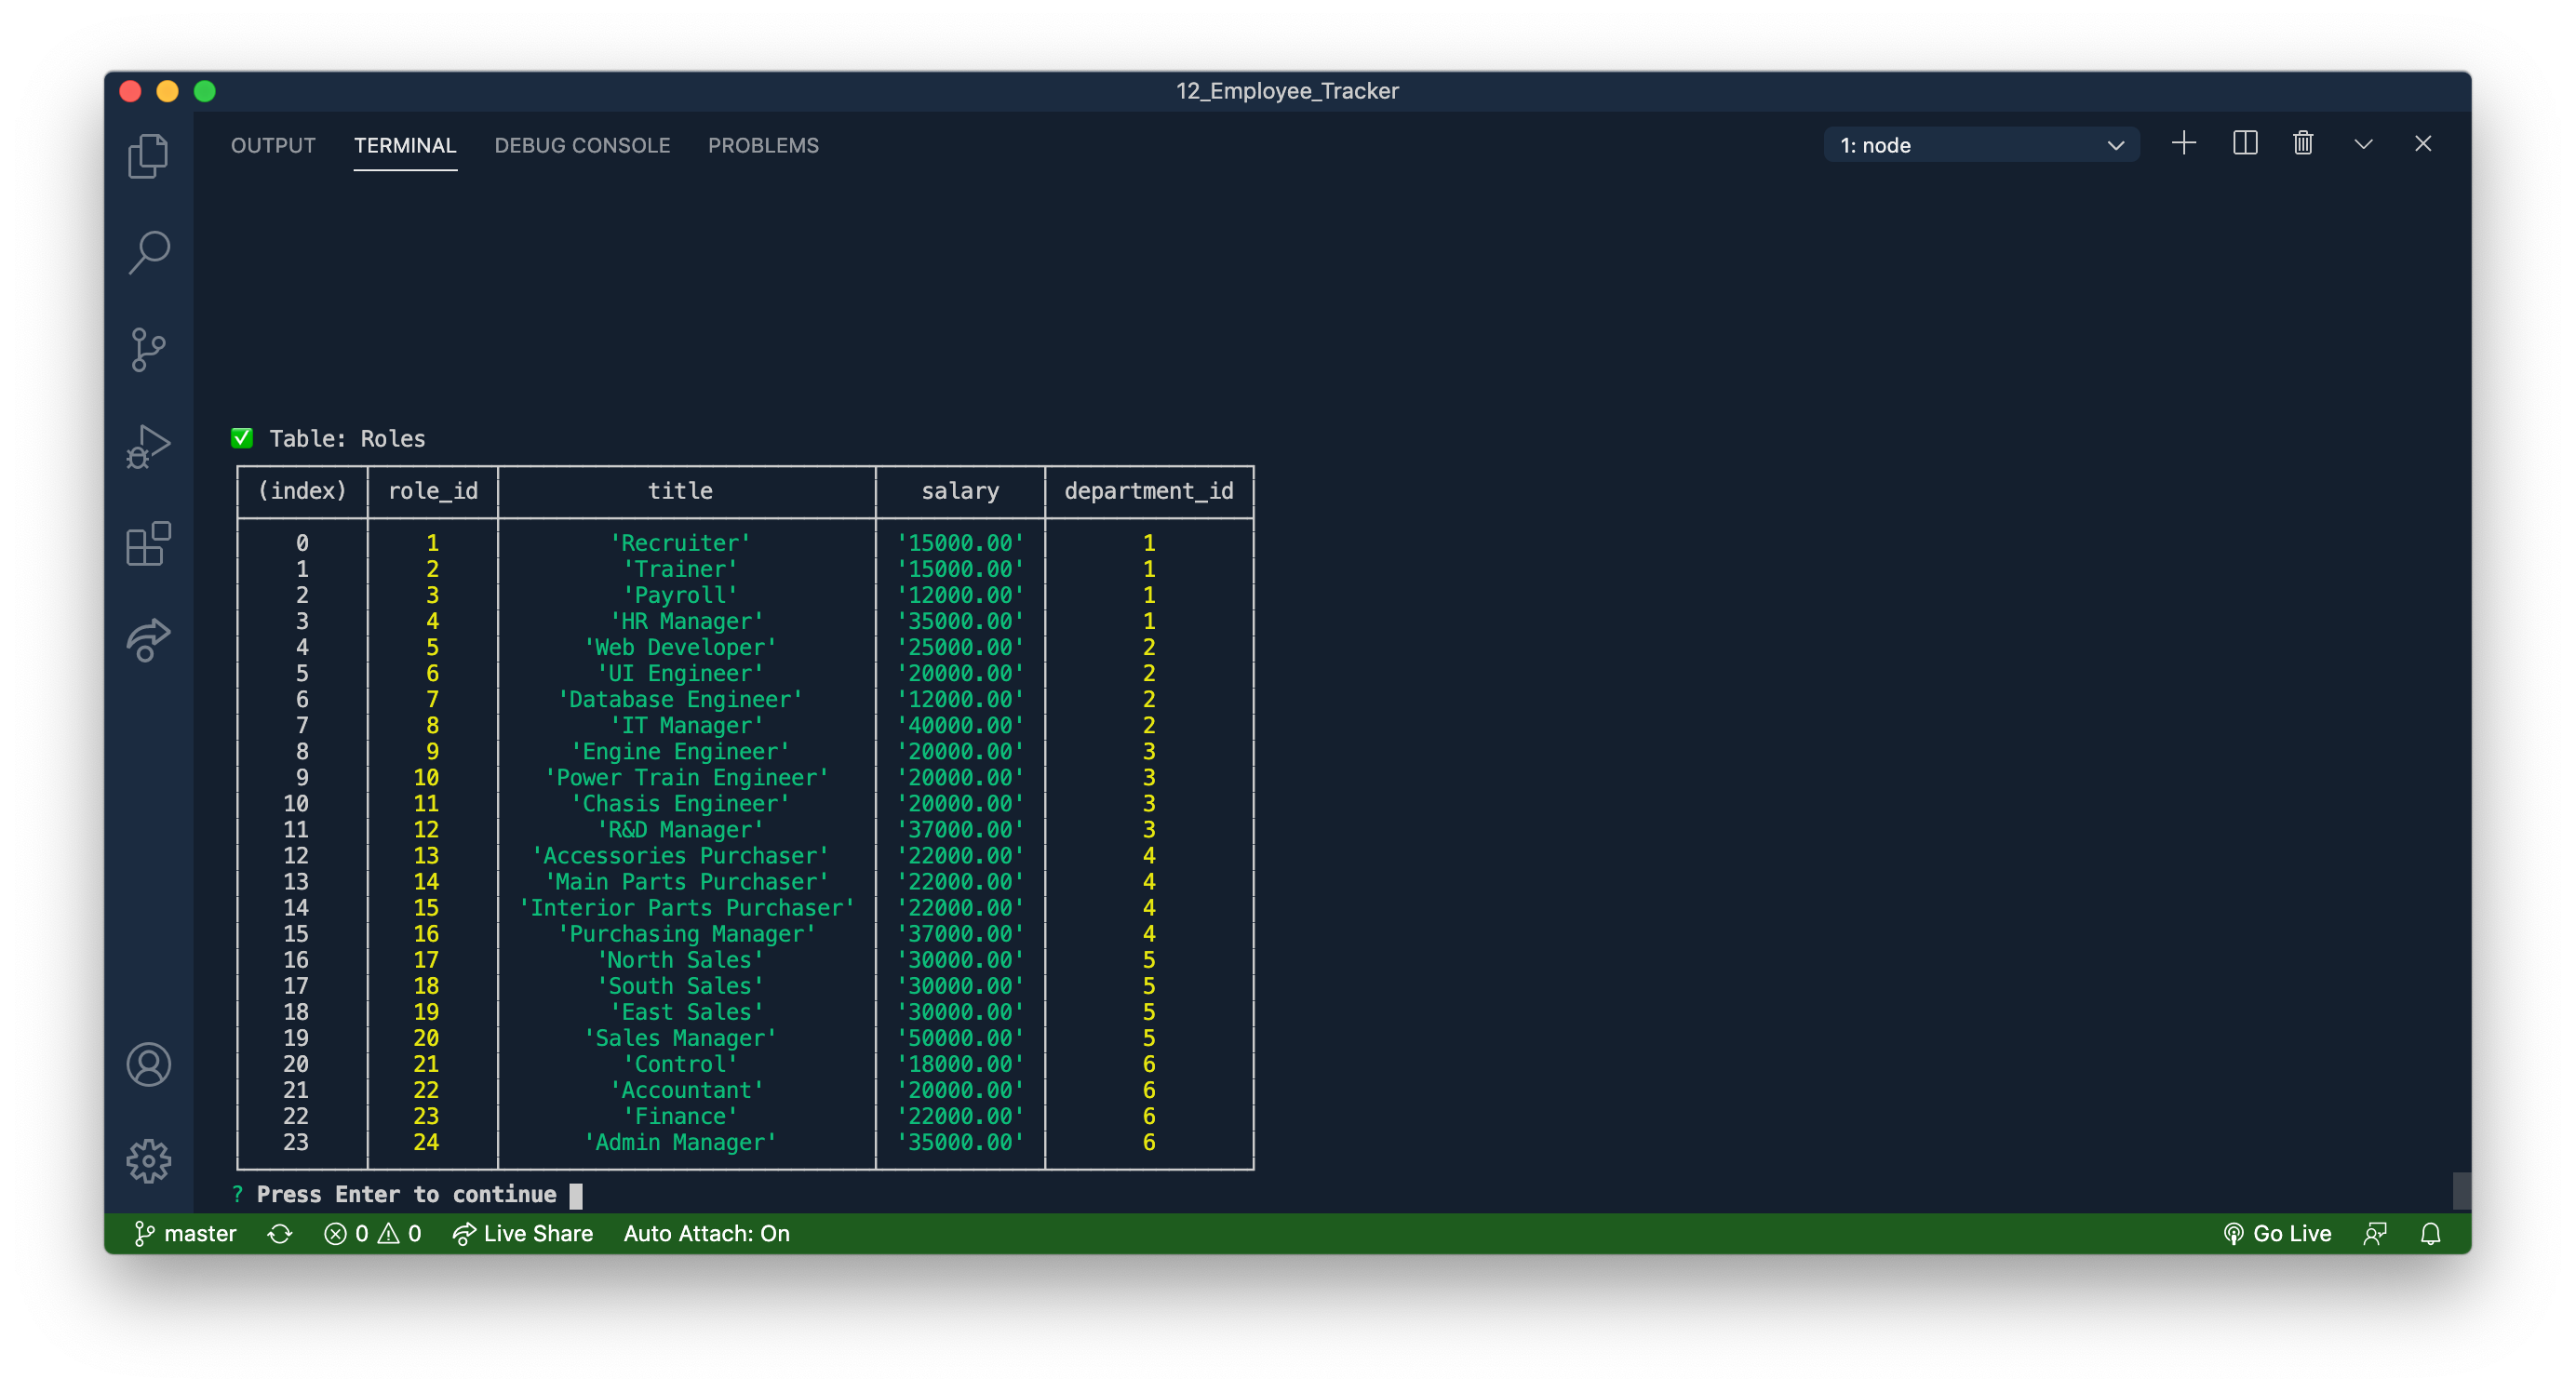 12_Employee_Tracker
OUTPUT TERMINAL DEBUG CONSOLE PROBLEMS 1: node
Table: Roles
(index) role_id title salary department_id
0 1 'Recruiter' '15000.00' 1
1 2 'Trainer' '15000.00' 1
2 3 'Payroll' '12000.00' 1
3 4 'HR Manager' '35000.00' 1
4 5 'Web Developer' '25000.00' 2
5 6 'UI Engineer' '20000.00' 2
6 7 'Database Engineer' '12000.00' 2
7 8 'IT Manager' '40000.00' 2
8 9 'Engine Engineer' '20000.00' 3
9 10 'Power Train Engineer' '20000.00' 3
10 11 'Chasis Engineer' '20000.00' 3
11 12 'R&D Manager' '37000.00' 3
12 13 'Accessories Purchaser' '22000.00' 4
13 14 'Main Parts Purchaser' '22000.00' 4
14 15 'Interior Parts Purchaser' '22000.00' 4
15 16 'Purchasing Manager' '37000.00' 4
16 17 'North Sales' '30000.00' 5
17 18 'South Sales' '30000.00' 5
18 19 'East Sales' '30000.00' 5
19 20 'Sales Manager' '50000.00' 5
20 21 'Control' '18000.00' 6
21 22 'Accountant' '20000.00' 6
22 23 'Finance' '22000.00' 6
23 24 'Admin Manager' '35000.00' 6
? Press Enter to continue
master 0 0 Live Share Auto Attach: On Go Live